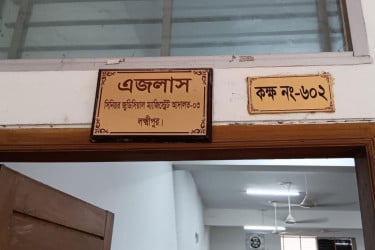 এজলাস
সিনিয়র জুডিসিয়াল ম্যাজিস্ট্রেট আদালত-০৩
লক্ষ্মীপুর।
কক্ষ নং-৬০২